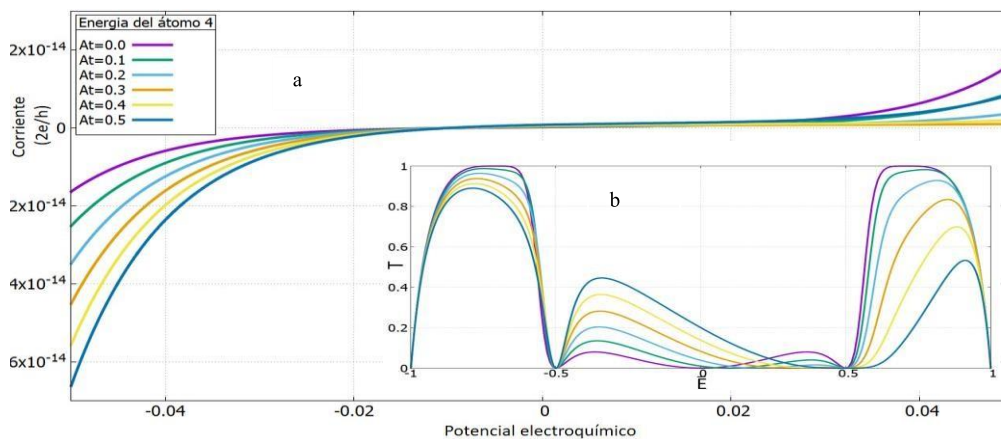 Energia del átomo 4
At=0.0
At=0.1
At=0.2
At=0.3
At=0.4
At=0.5
a
Corriente
(2e/h)
2x10⁻¹⁴
0
2x10⁻¹⁴
4x10⁻¹⁴
6x10⁻¹⁴
b
1
0.8
0.6
0.4
0.2
0
T
-1
-0.5
0
0.5
1
E
-0.04
-0.02
0
0.02
0.04
Potencial electroquímico